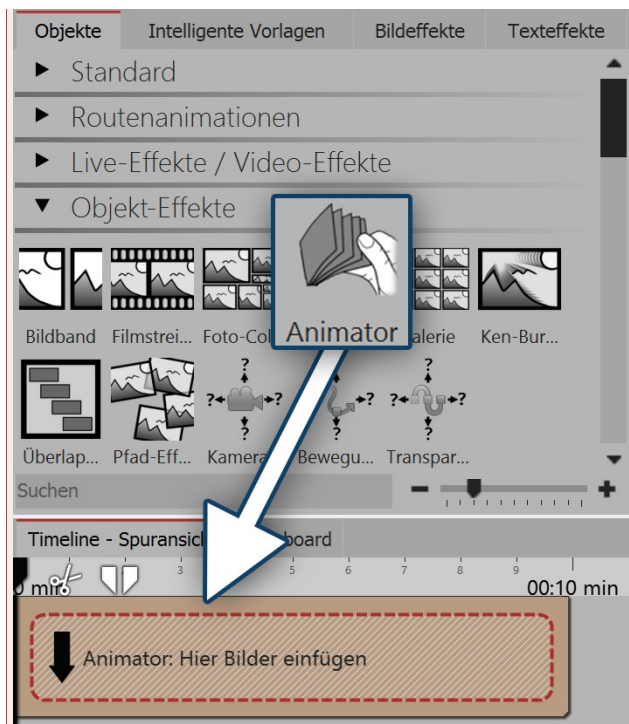 Objekte Intelligente Vorlagen Bildeffekte Texteffekte
Standard
Routenanimationen
Live-Effekte / Video-Effekte
Objekt-Effekte
Animator
Bildband Filmstrei... Foto-Col alerie Ken-Bur...
? ? ?
?+ +? +? ?+ +?
? ? ?
Überlap... Pfad-Eff... Kamera Bewegu... Transpar...
Suchen
Timeline - Spuransic board
3 5 6 7 8 9
0 min 00:10 min
Animator: Hier Bilder einfügen